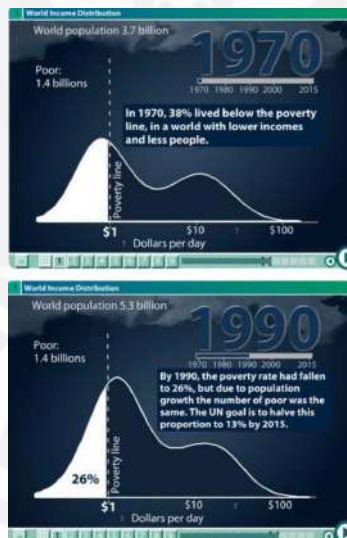 World Income Distribution
World population 3.7 billion
1970
1970 1980 1990 2000 2015
Poor:
1.4 billions
In 1970, 38% lived below the poverty
line, in a world with lower incomes
and less people.
Poverty line
$1 $10 $100
Dollars per day
World Income Distribution
World population 5.3 billion
1990
1970 1980 1990 2000 2015
Poor:
1.4 billions
By 1990, the poverty rate had fallen
to 26%, but due to population
growth the number of poor was the
same. The UN goal is to halve this
proportion to 13% by 2015.
26%
Poverty line
$1 $10 $100
Dollars per day